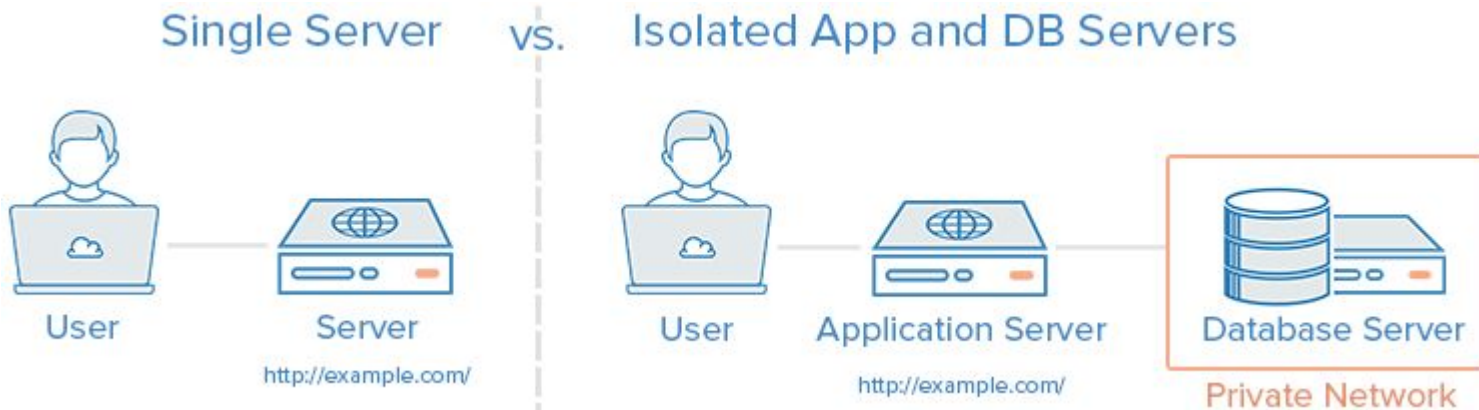 Single Server vs. Isolated App and DB Servers
User
Server
http://example.com/
User
Application Server
http://example.com/
Database Server
Private Network